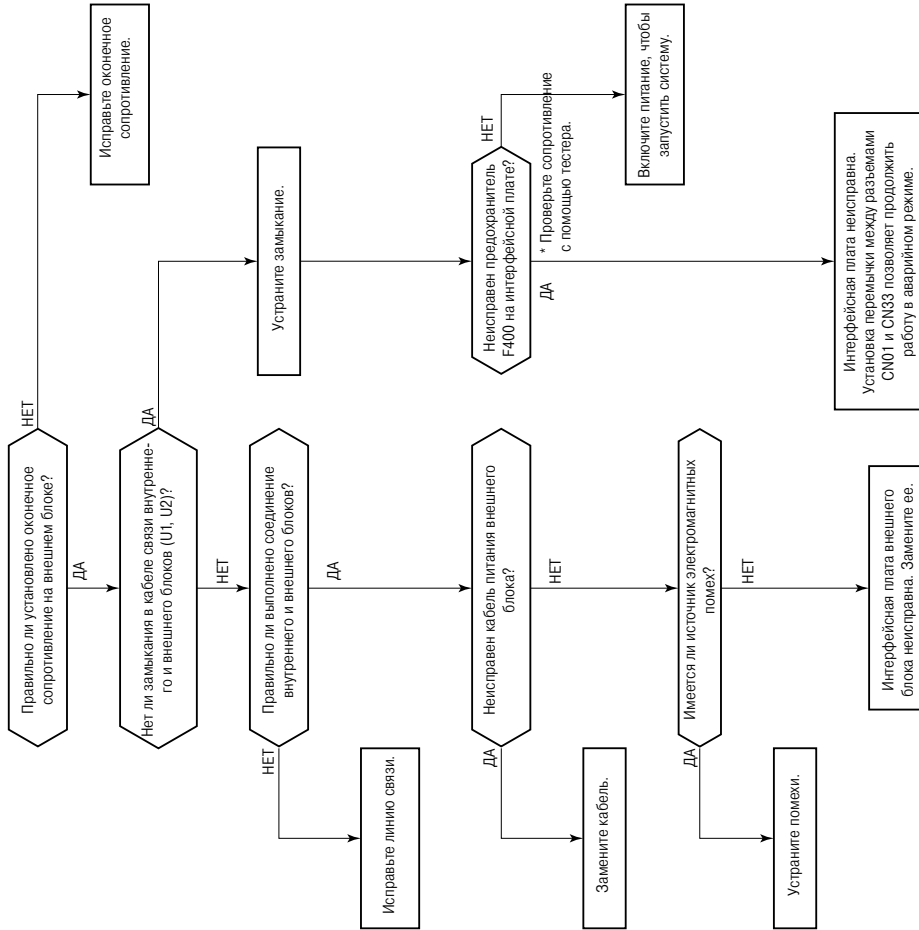 Правильно ли установлено оконечное
сопротивление на внешнем блоке?
НЕТ
Исправьте оконечное
сопротивление.
ДА
Нет ли замыкания в кабеле связи внутренне-
го и внешнего блоков (U1, U2)?
ДА
Устраните замыкание.
НЕТ
Правильно ли выполнено соединение
внутреннего и внешнего блоков?
НЕТ
Исправьте линию связи.
ДА
Неисправен предохранитель
F400 на интерфейсной плате?
НЕТ
* Проверьте сопротивление
с помощью тестера.
ДА
Включите питание, чтобы
запустить систему.
Неисправен кабель питания внешнего
блока?
ДА
Замените кабель.
НЕТ
Имеется ли источник электромагнитных
помех?
ДА
Устраните помехи.
НЕТ
Интерфейсная плата неисправна.
Установка перемычки между разъемами
CN01 и CN33 позволяет продолжить
работу в аварийном режиме.
Интерфейсная плата внешнего
блока неисправна. Замените ее.